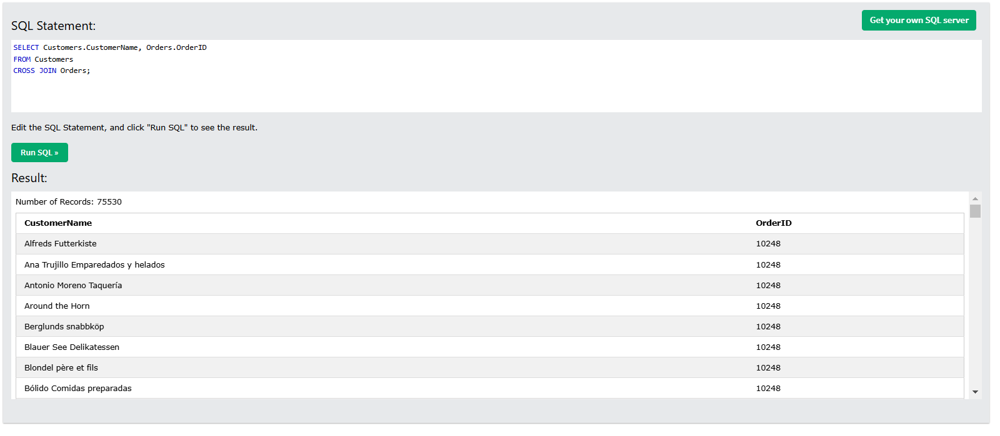 Get your own SQL server
SQL Statement:
SELECT Customers.CustomerName, Orders.OrderID
FROM Customers
CROSS JOIN Orders;
Edit the SQL Statement, and click "Run SQL" to see the result.
Run SQL »
Result:
Number of Records: 75530
CustomerName OrderID
Alfreds Futterkiste 10248
Ana Trujillo Emparedados y helados 10248
Antonio Moreno Taquería 10248
Around the Horn 10248
Berglunds snabbköp 10248
Blauer See Delikatessen 10248
Blondel père et fils 10248
Bólido Comidas preparadas 10248